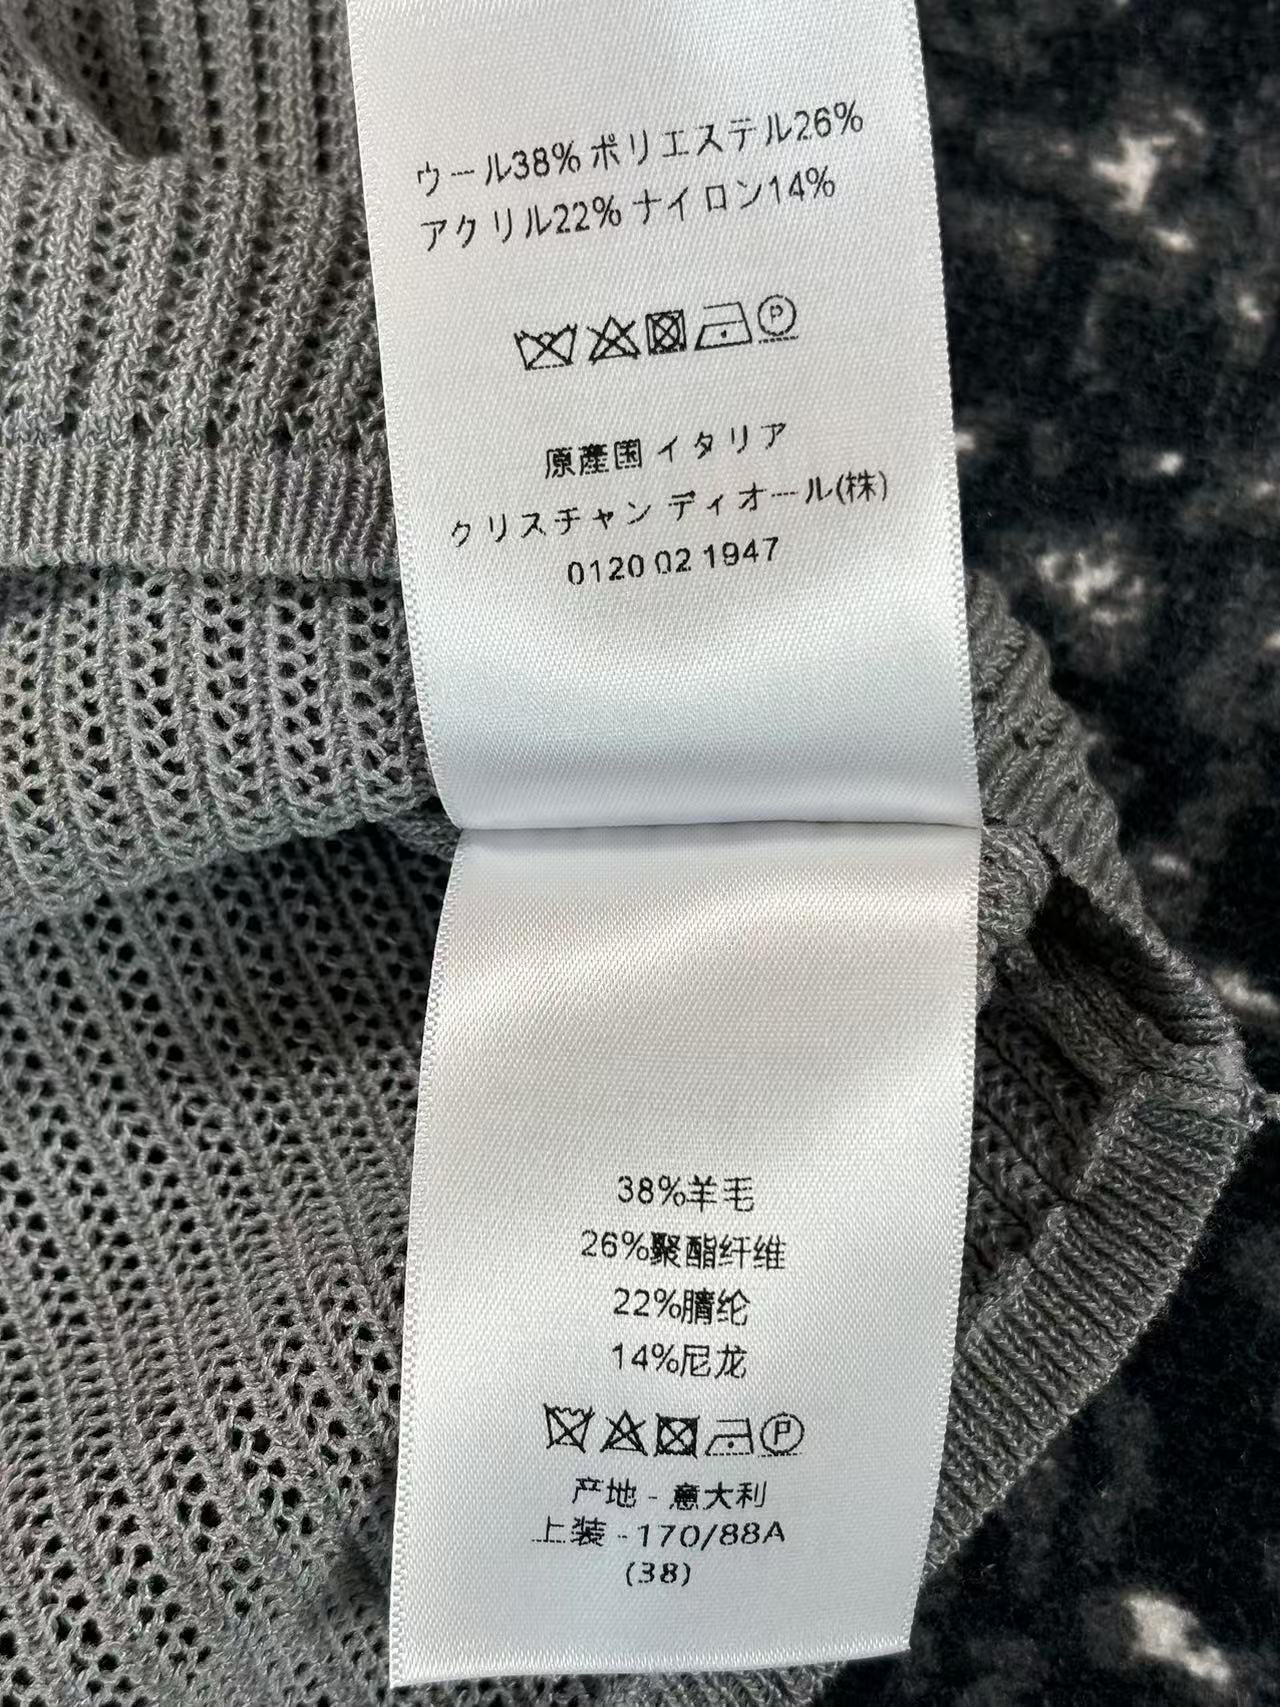 ウール38% ポリエステル26%
アクリル22% ナイロン14%
P
原産国 イタリア
クリスチャン ディオール(株)
0120 02 1947
38%羊毛
26%聚酯纤维
22%腈纶
14%尼龙
P
产地 - 意大利
上装 - 170/88A
(38)